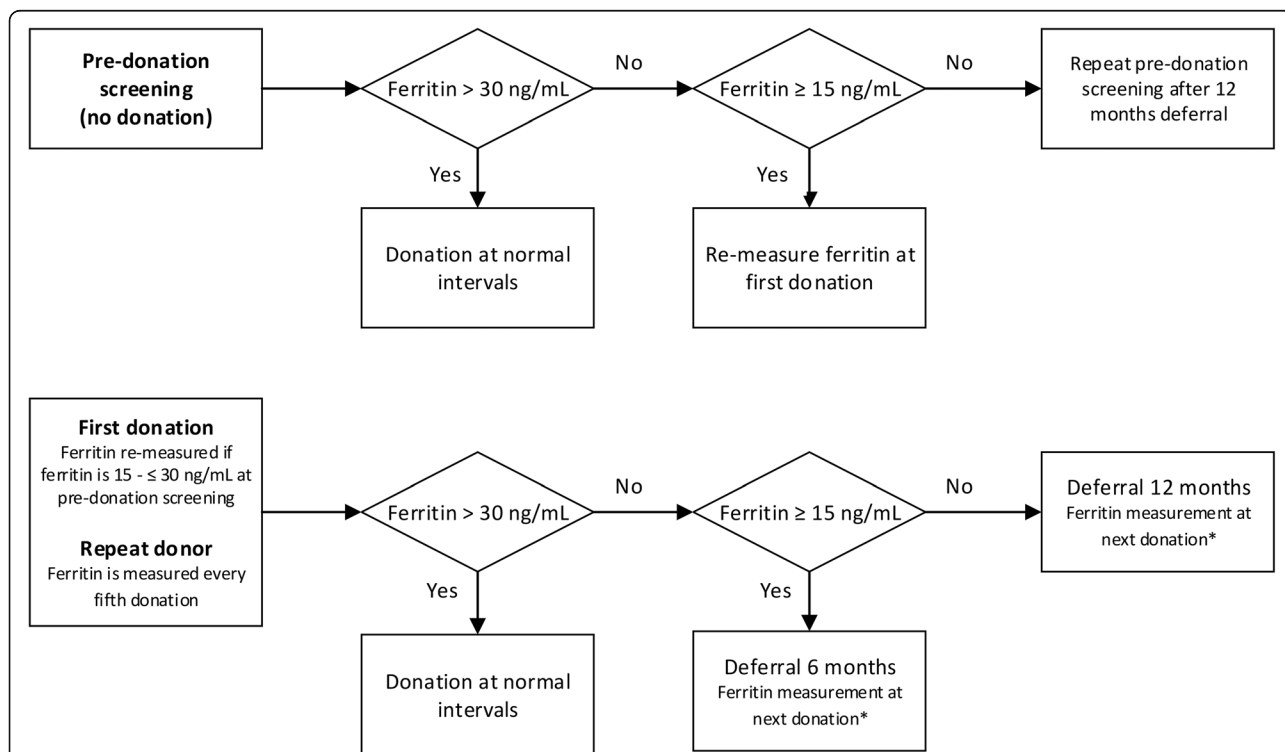 Pre-donation
screening
(no donation)
Ferritin > 30 ng/mL
No
Ferritin ≥ 15 ng/mL
No
Repeat pre-donation
screening after 12
months deferral
Yes
Yes
Donation at normal
intervals
Re-measure ferritin at
first donation
First donation
Ferritin re-measured if
ferritin is 15 - ≤ 30 ng/mL at
pre-donation screening
Repeat donor
Ferritin is measured every
fifth donation
Ferritin > 30 ng/mL
No
Ferritin ≥ 15 ng/mL
No
Deferral 12 months
Ferritin measurement at
next donation*
Yes
Yes
Donation at normal
intervals
Deferral 6 months
Ferritin measurement at
next donation*